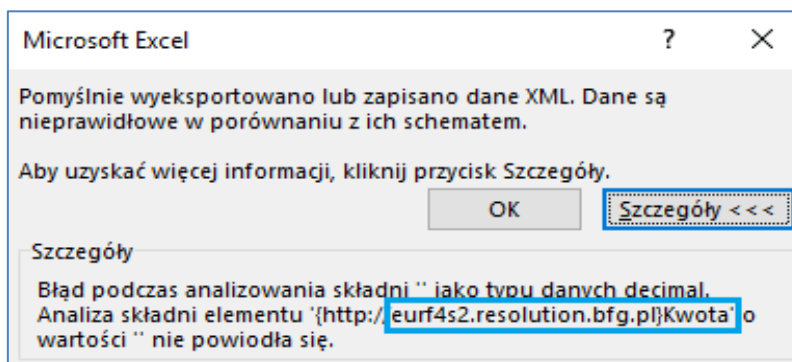 Microsoft Excel ? X
Pomyślnie wyeksportowano lub zapisano dane XML. Dane są
nieprawidłowe w porównaniu z ich schematem.
Aby uzyskać więcej informacji, kliknij przycisk Szczegóły.
OK Szczegóły <<<
Szczegóły
Błąd podczas analizowania składni '' jako typu danych decimal.
Analiza składni elementu '{http://eurf4s2.resolution.bfg.pl}Kwota' o
wartości '' nie powiodła się.